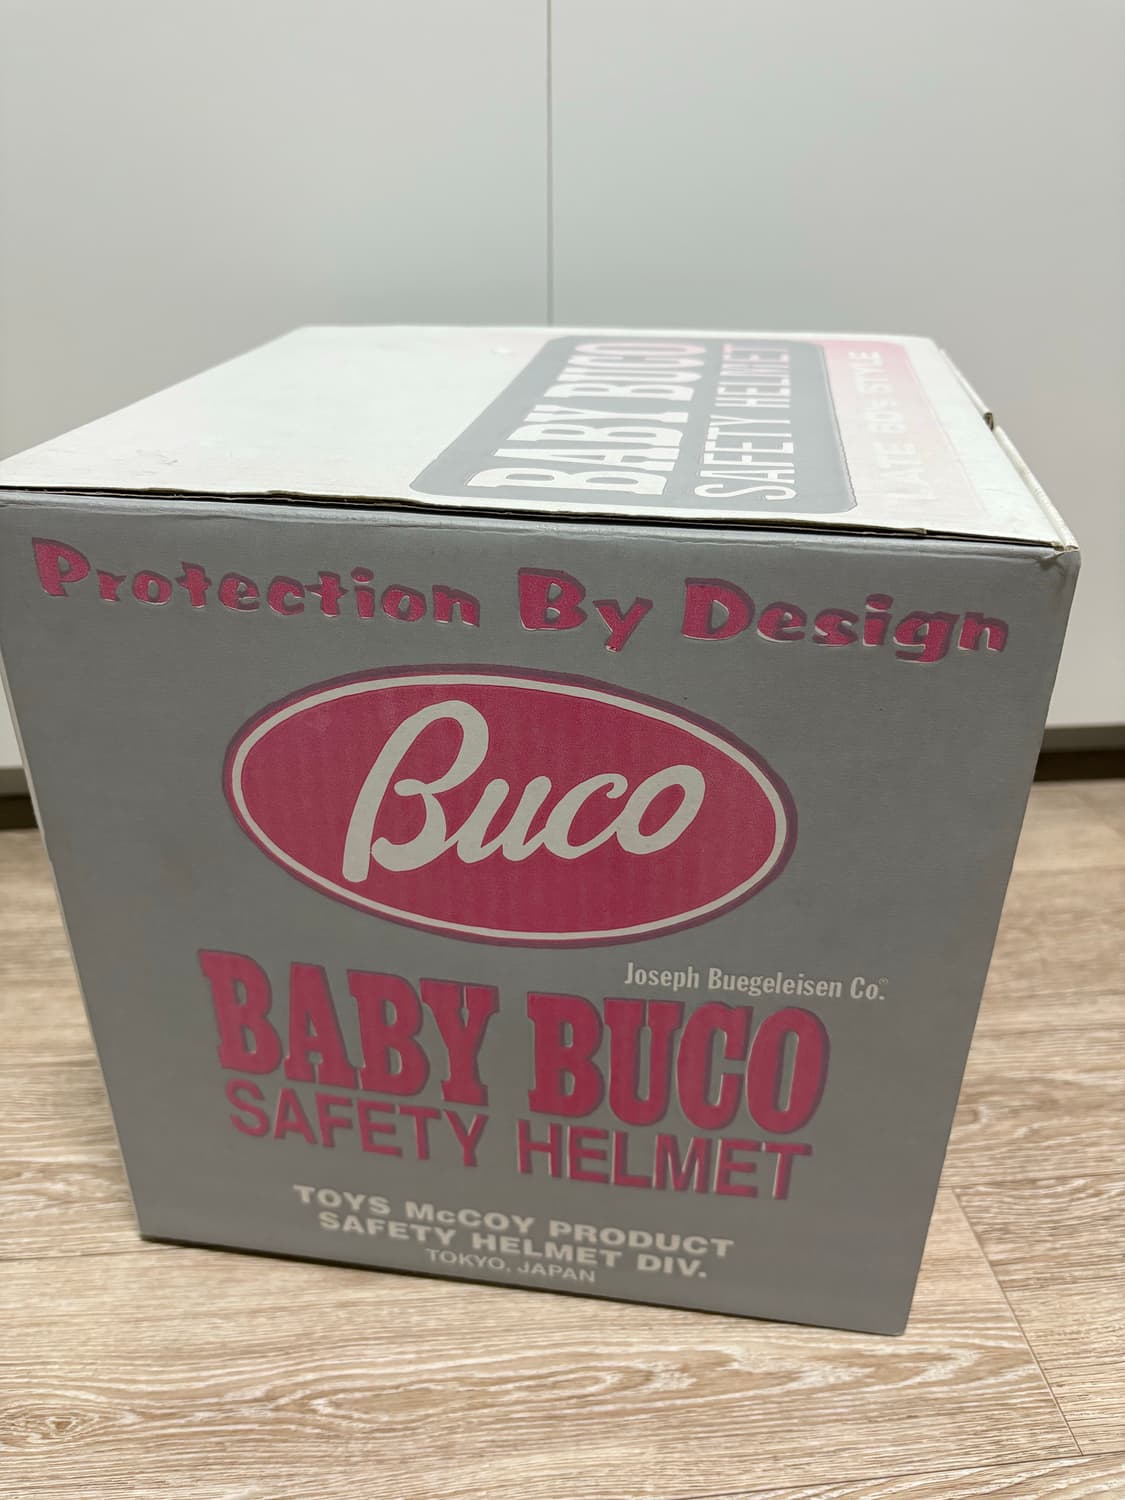 BABY BUCO
SAFETY HELMET
LATE 60's STYLE
Protection By Design
Buco
Joseph Buegeleisen Co.®
BABY BUCO
SAFETY HELMET
TOYS McCOY PRODUCT
SAFETY HELMET DIV.
TOKYO, JAPAN